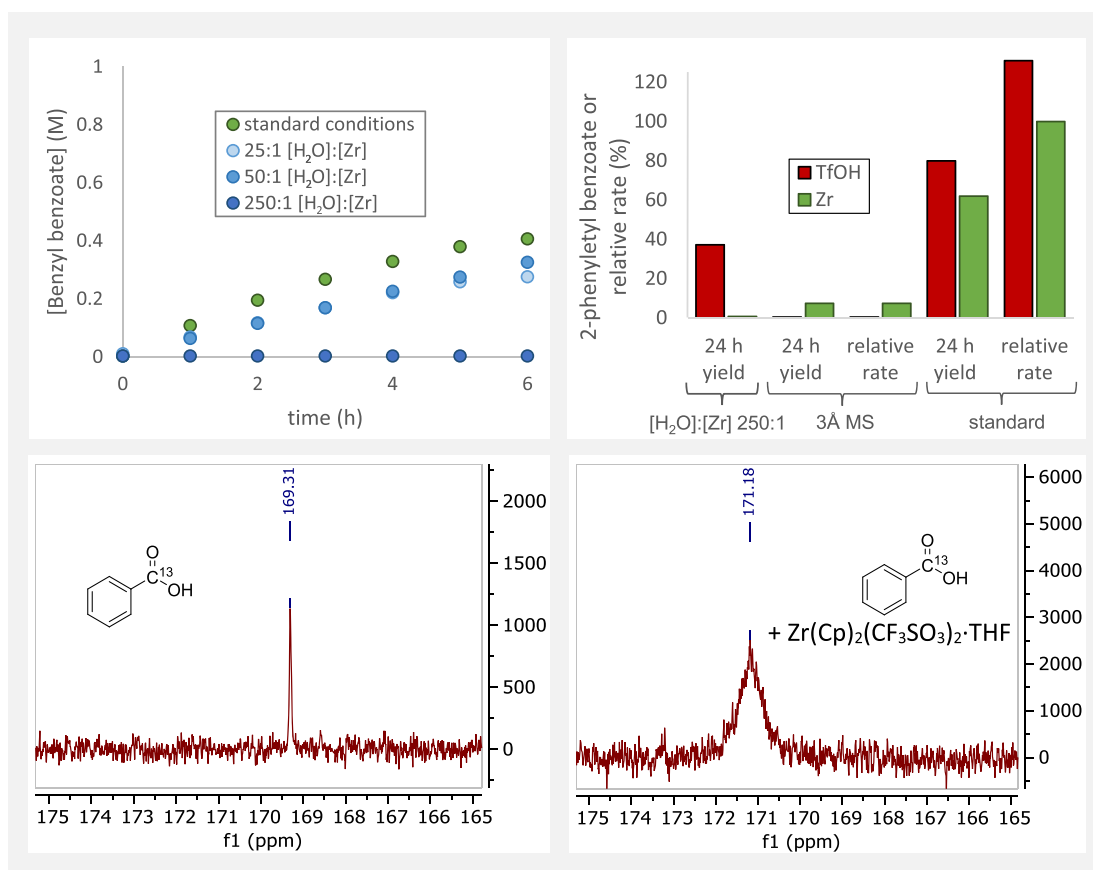 [Benzyl benzoate] (M)
1
0.8
0.6
0.4
0.2
0
standard conditions
25:1 [H₂O]:[Zr]
50:1 [H₂O]:[Zr]
250:1 [H₂O]:[Zr]
0 2 4 6
time (h)
2-phenyletyl benzoate or
relative rate (%)
120
100
80
60
40
20
0
TfOH
Zr
24 h 24 h relative 24 h relative
yield yield rate yield rate
[H₂O]:[Zr] 250:1 3Å MS standard
169.31
O
13
C
OH
2000
1500
1000
500
0
175 174 173 172 171 170 169 168 167 166 165
f1 (ppm)
171.18
O
13
C
OH
+ Zr(Cp)₂(CF₃SO₃)₂·THF
6000
5000
4000
3000
2000
1000
0
175 174 173 172 171 170 169 168 167 166 165
f1 (ppm)